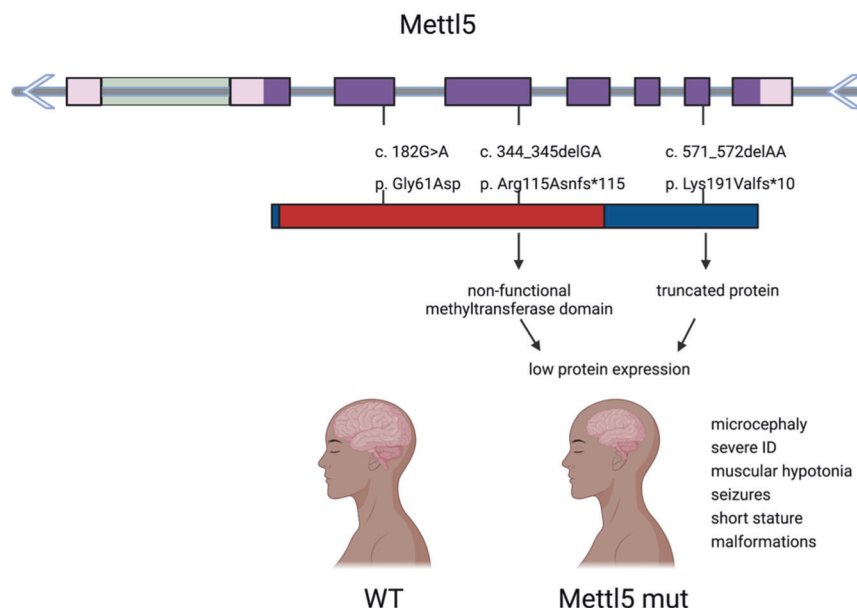 Mettl5
c. 182G>A
c. 344_345delGA
c. 571_572delAA
p. Gly61Asp
p. Arg115Asnfs*115
p. Lys191Valfs*10
non-functional
methyltransferase domain
truncated protein
low protein expression
microcephaly
severe ID
muscular hypotonia
seizures
short stature
malformations
WT
Mettl5 mut